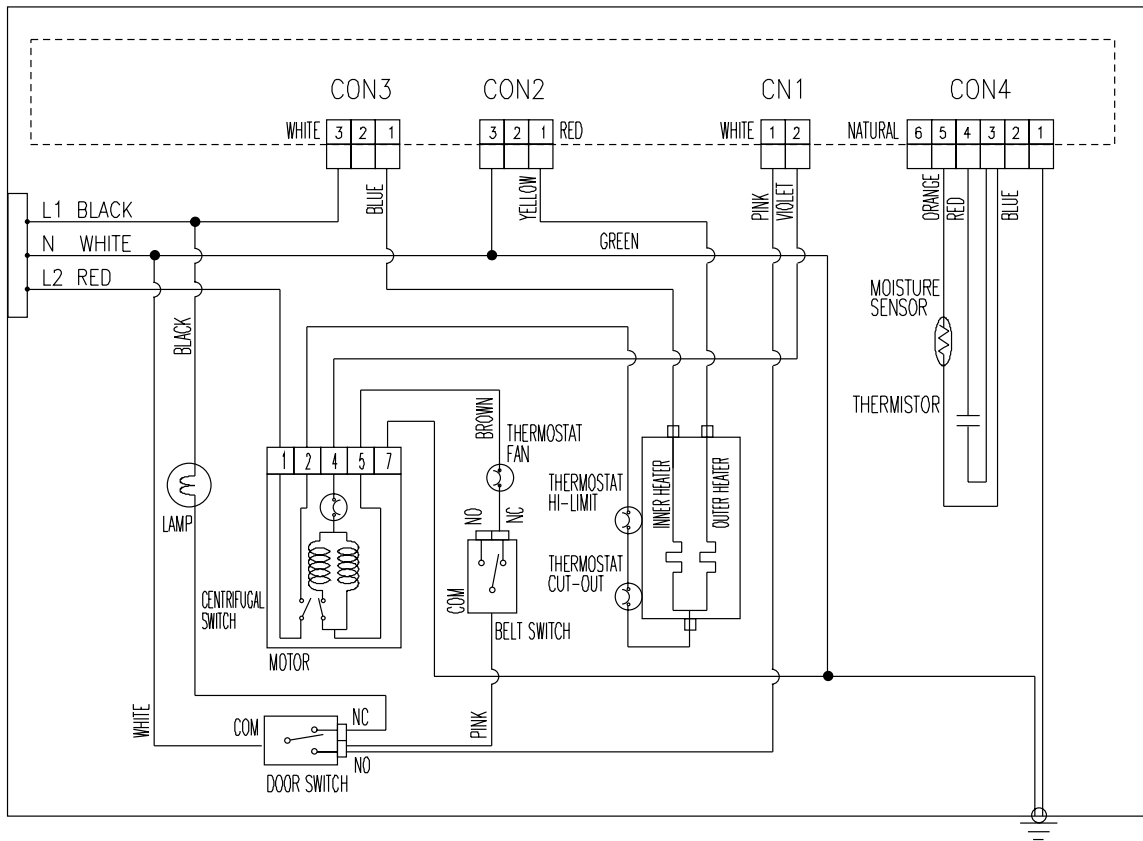 CON3 CON2 CN1 CON4
WHITE 3 2 1
3 2 1 RED
WHITE 1 2
NATURAL 6 5 4 3 2 1
BLUE
YELLOW
PINK
VIOLET
ORANGE
RED
BLUE
L1 BLACK
N WHITE
GREEN
L2 RED
BLACK
MOISTURE
SENSOR
THERMISTOR
BROWN
THERMOSTAT
FAN
1 2 4 5 7
LAMP
NO
NC
THERMOSTAT
HI-LIMIT
INNER HEATER
OUTER HEATER
THERMOSTAT
CUT-OUT
CENTRIFUGAL
SWITCH
COM
BELT SWITCH
MOTOR
WHITE
COM
NC
PINK
NO
DOOR SWITCH